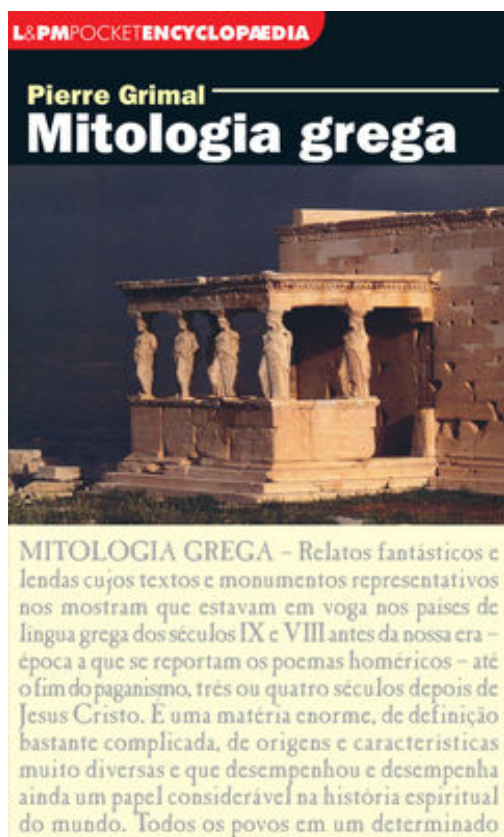 L&PMPOCKETENCYCLOPÆDIA
Pierre Grimal
Mitologia grega
MITOLOGIA GREGA – Relatos fantásticos e
lendas cujos textos e monumentos representativos
nos mostram que estavam em voga nos países de
língua grega dos séculos IX e VIII antes da nossa era –
época a que se reportam os poemas homéricos – até
o fim do paganismo, três ou quatro séculos depois de
Jesus Cristo. É uma matéria enorme, de definição
bastante complicada, de origens e características
muito diversas e que desempenhou e desempenha
ainda um papel considerável na história espiritual
do mundo. Todos os povos em um determinado